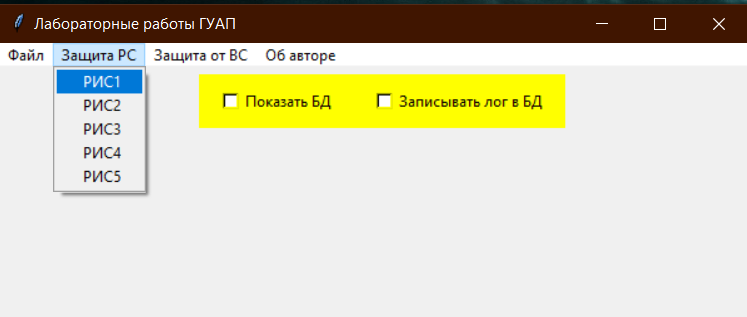 Лабораторные работы ГУАП
Файл Защита РС Защита от ВС Об авторе
РИС1
Показать БД Записывать лог в БД
РИС2
РИС3
РИС4
РИС5